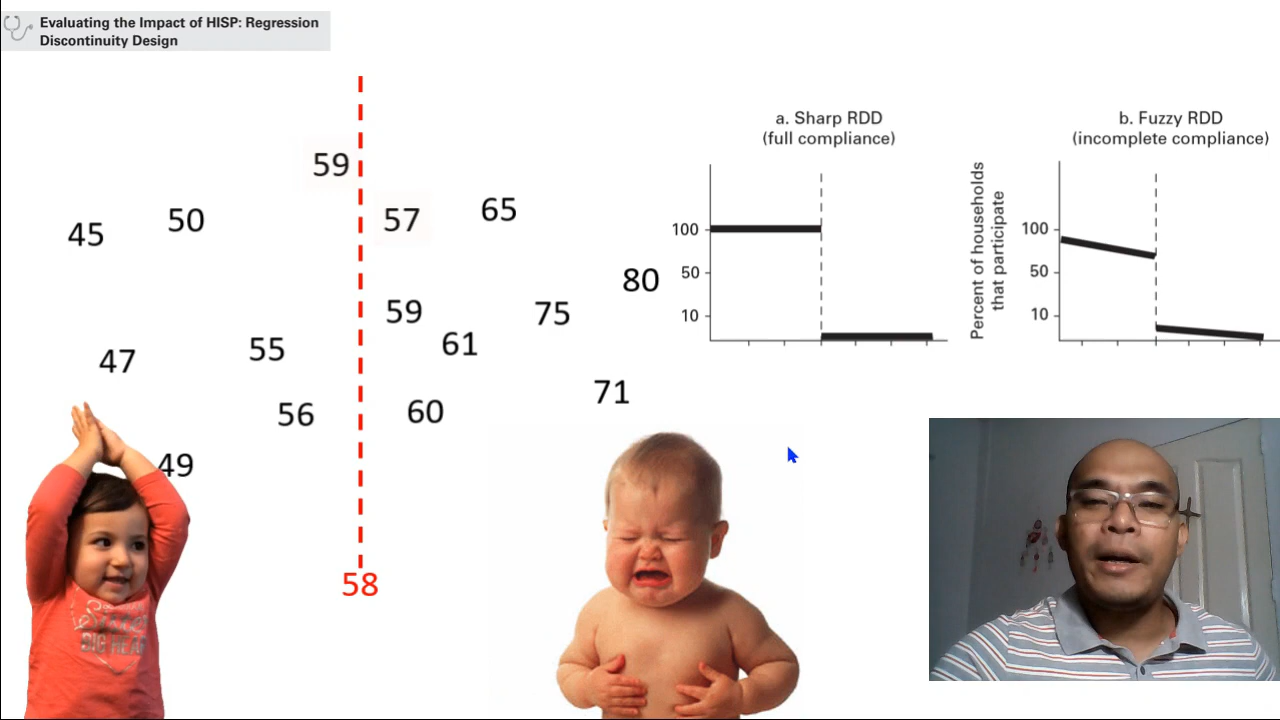 Evaluating the Impact of HISP: Regression
Discontinuity Design
59
45
50
57
65
80
59
75
47
55
61
71
56
60
49
58
a. Sharp RDD
(full compliance)
100
50
10
b. Fuzzy RDD
(incomplete compliance)
Percent of households
that participate
100
50
10
BIG HEA